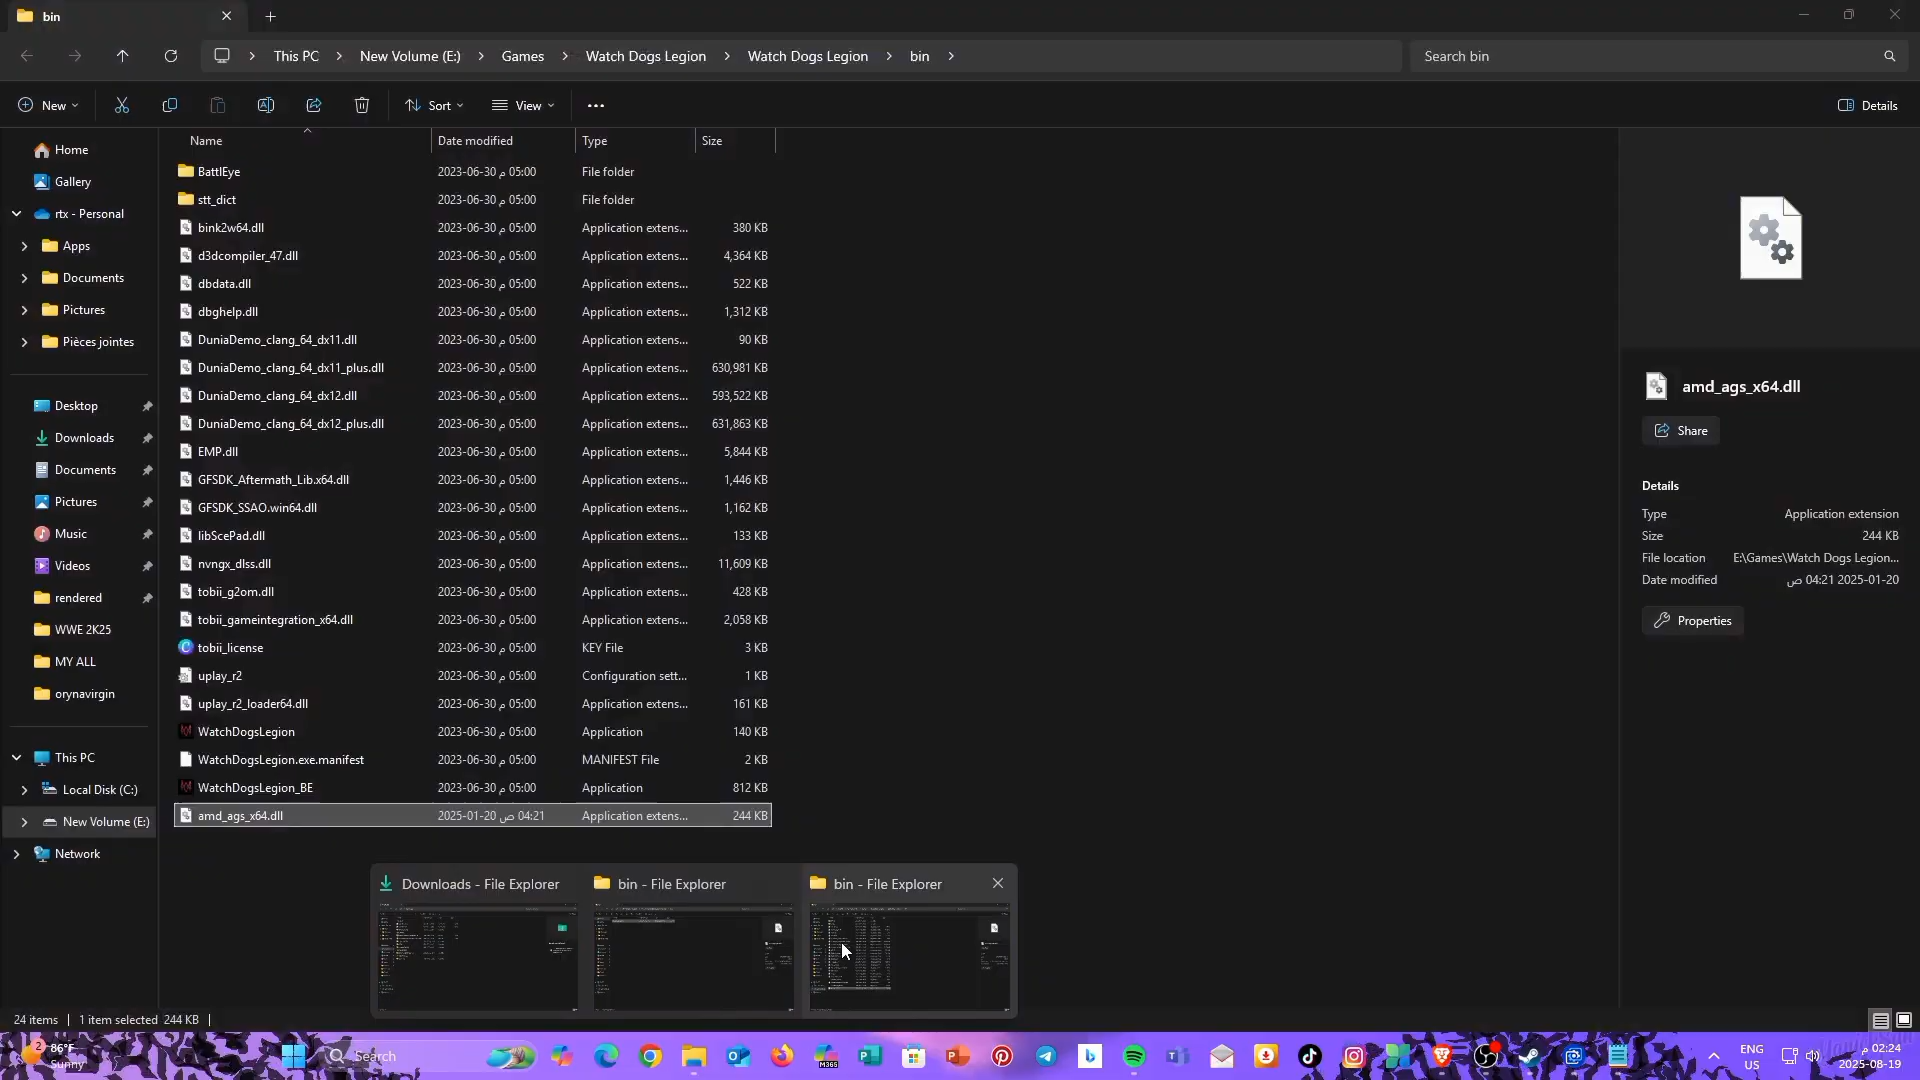 bin
This PC
New Volume (E:)
Games
Watch Dogs Legion
Watch Dogs Legion
bin
Search bin
New
Sort
View
Details
Home
Gallery
rtx - Personal
Apps
Documents
Pictures
Pièces jointes
Desktop
Downloads
Documents
Pictures
Music
Videos
rendered
WWE 2K25
MY ALL
orynavirgin
This PC
Local Disk (C:)
New Volume (E:)
Network
Name Date modified Type Size
BattlEye 2023-06-30 م 05:00 File folder
stt_dict 2023-06-30 م 05:00 File folder
bink2w64.dll 2023-06-30 م 05:00 Application extens... 380 KB
d3dcompiler_47.dll 2023-06-30 م 05:00 Application extens... 4,364 KB
dbdata.dll 2023-06-30 م 05:00 Application extens... 522 KB
dbghelp.dll 2023-06-30 م 05:00 Application extens... 1,312 KB
DuniaDemo_clang_64_dx11.dll 2023-06-30 م 05:00 Application extens... 90 KB
DuniaDemo_clang_64_dx11_plus.dll 2023-06-30 م 05:00 Application extens... 630,981 KB
DuniaDemo_clang_64_dx12.dll 2023-06-30 م 05:00 Application extens... 593,522 KB
DuniaDemo_clang_64_dx12_plus.dll 2023-06-30 م 05:00 Application extens... 631,863 KB
EMP.dll 2023-06-30 م 05:00 Application extens... 5,844 KB
GFSDK_Aftermath_Lib.x64.dll 2023-06-30 م 05:00 Application extens... 1,446 KB
GFSDK_SSAO.win64.dll 2023-06-30 م 05:00 Application extens... 1,162 KB
libScePad.dll 2023-06-30 م 05:00 Application extens... 133 KB
nvngx_dlss.dll 2023-06-30 م 05:00 Application extens... 11,609 KB
tobii_g2om.dll 2023-06-30 م 05:00 Application extens... 428 KB
tobii_gameintegration_x64.dll 2023-06-30 م 05:00 Application extens... 2,058 KB
tobii_license 2023-06-30 م 05:00 KEY File 3 KB
uplay_r2 2023-06-30 م 05:00 Configuration sett... 1 KB
uplay_r2_loader64.dll 2023-06-30 م 05:00 Application extens... 161 KB
WatchDogsLegion 2023-06-30 م 05:00 Application 140 KB
WatchDogsLegion.exe.manifest 2023-06-30 م 05:00 MANIFEST File 2 KB
WatchDogsLegion_BE 2023-06-30 م 05:00 Application 812 KB
amd_ags_x64.dll 2025-01-20 ص 04:21 Application extens... 244 KB
amd_ags_x64.dll
Share
Details
Type Application extension
Size 244 KB
File location E:\Games\Watch Dogs Legion...
Date modified ص 04:21 2025-01-20
Properties
Downloads - File Explorer
bin - File Explorer
bin - File Explorer
24 items
1 item selected 244 KB
86°F
Sunny
2
Search
M365
ENG
US
م 02:24
2025-08-19